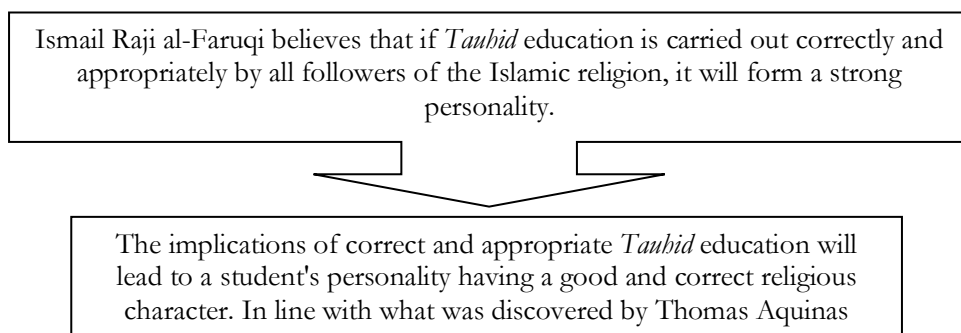 Ismail Raji al-Faruqi believes that if Tauhid education is carried out correctly and
appropriately by all followers of the Islamic religion, it will form a strong
personality.
The implications of correct and appropriate Tauhid education will
lead to a student's personality having a good and correct religious
character. In line with what was discovered by Thomas Aquinas